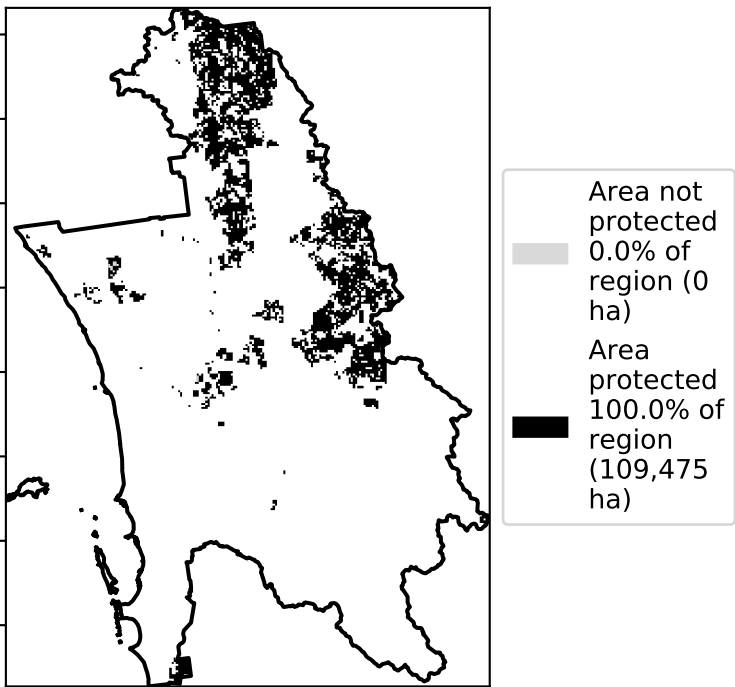 Area not
protected
0.0% of
region (0
ha)
Area
protected
100.0% of
region
(109,475
ha)